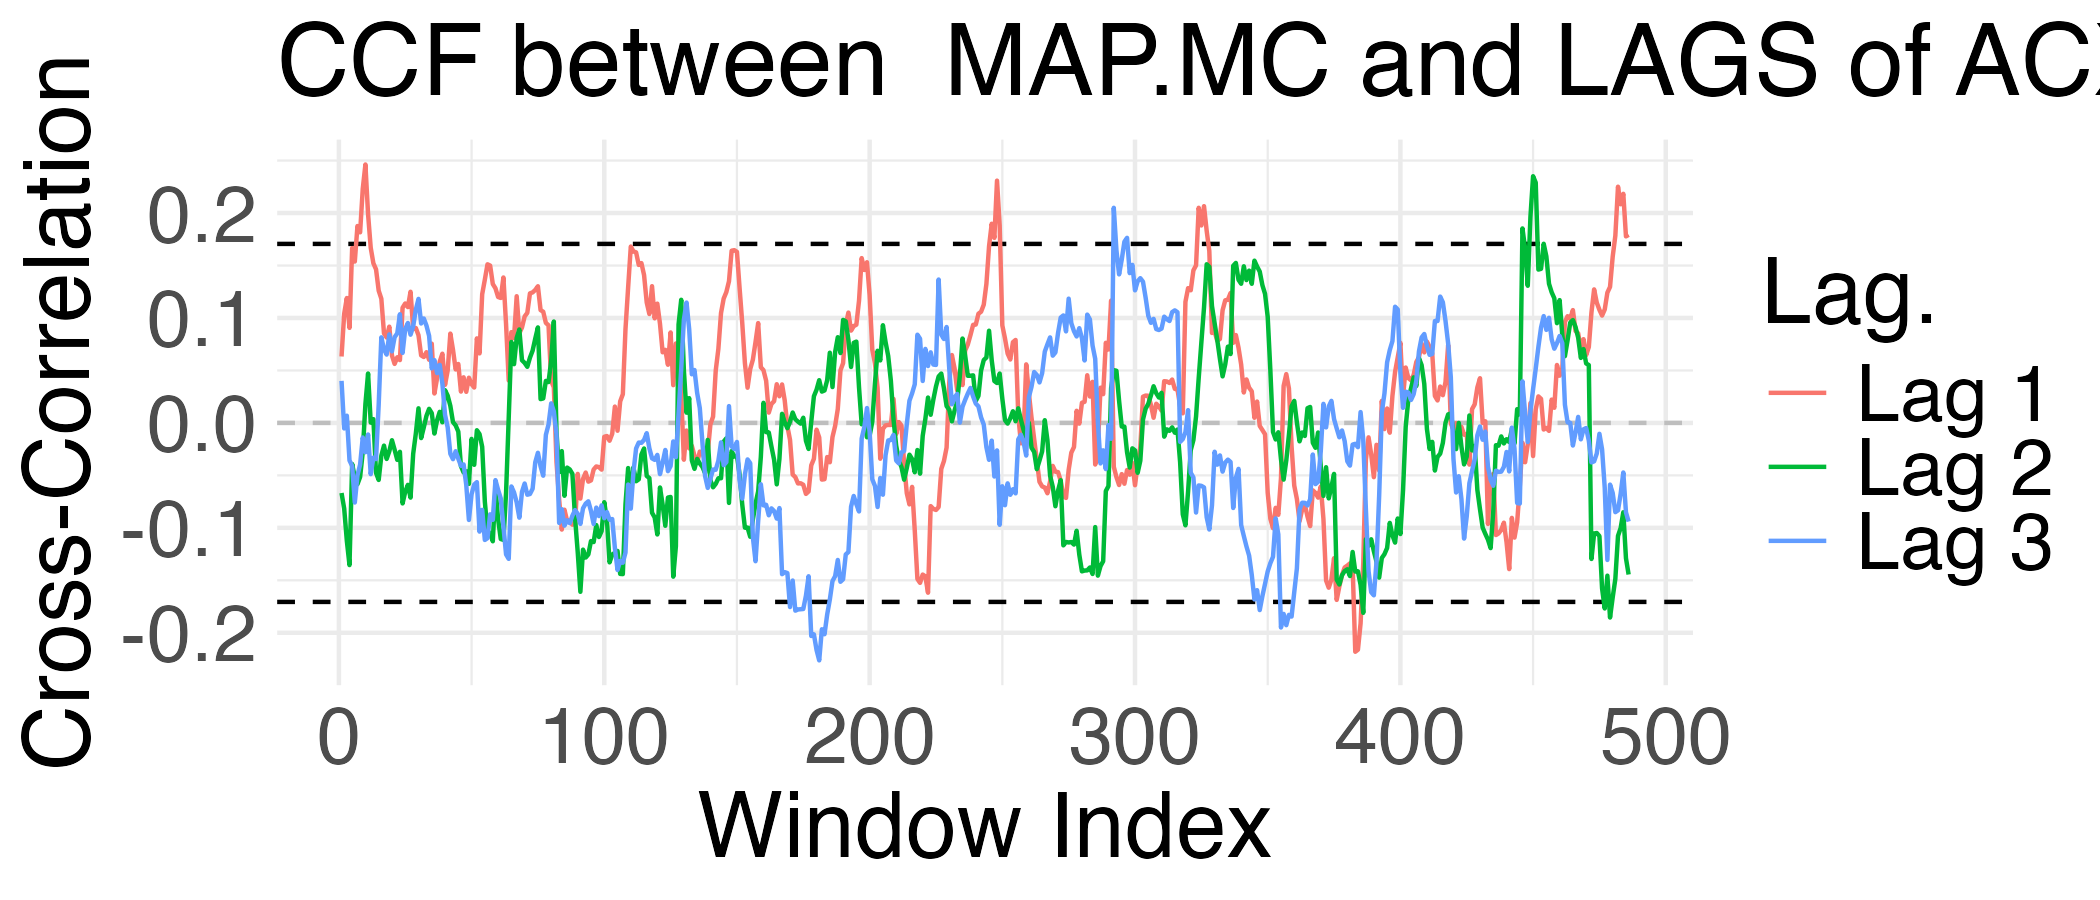 CCF between MAP.MC and LAGS of AC
Cross-Correlation
0.2
0.1
0.0
-0.1
-0.2
0 100 200 300 400 500
Window Index
Lag.
Lag 1
Lag 2
Lag 3